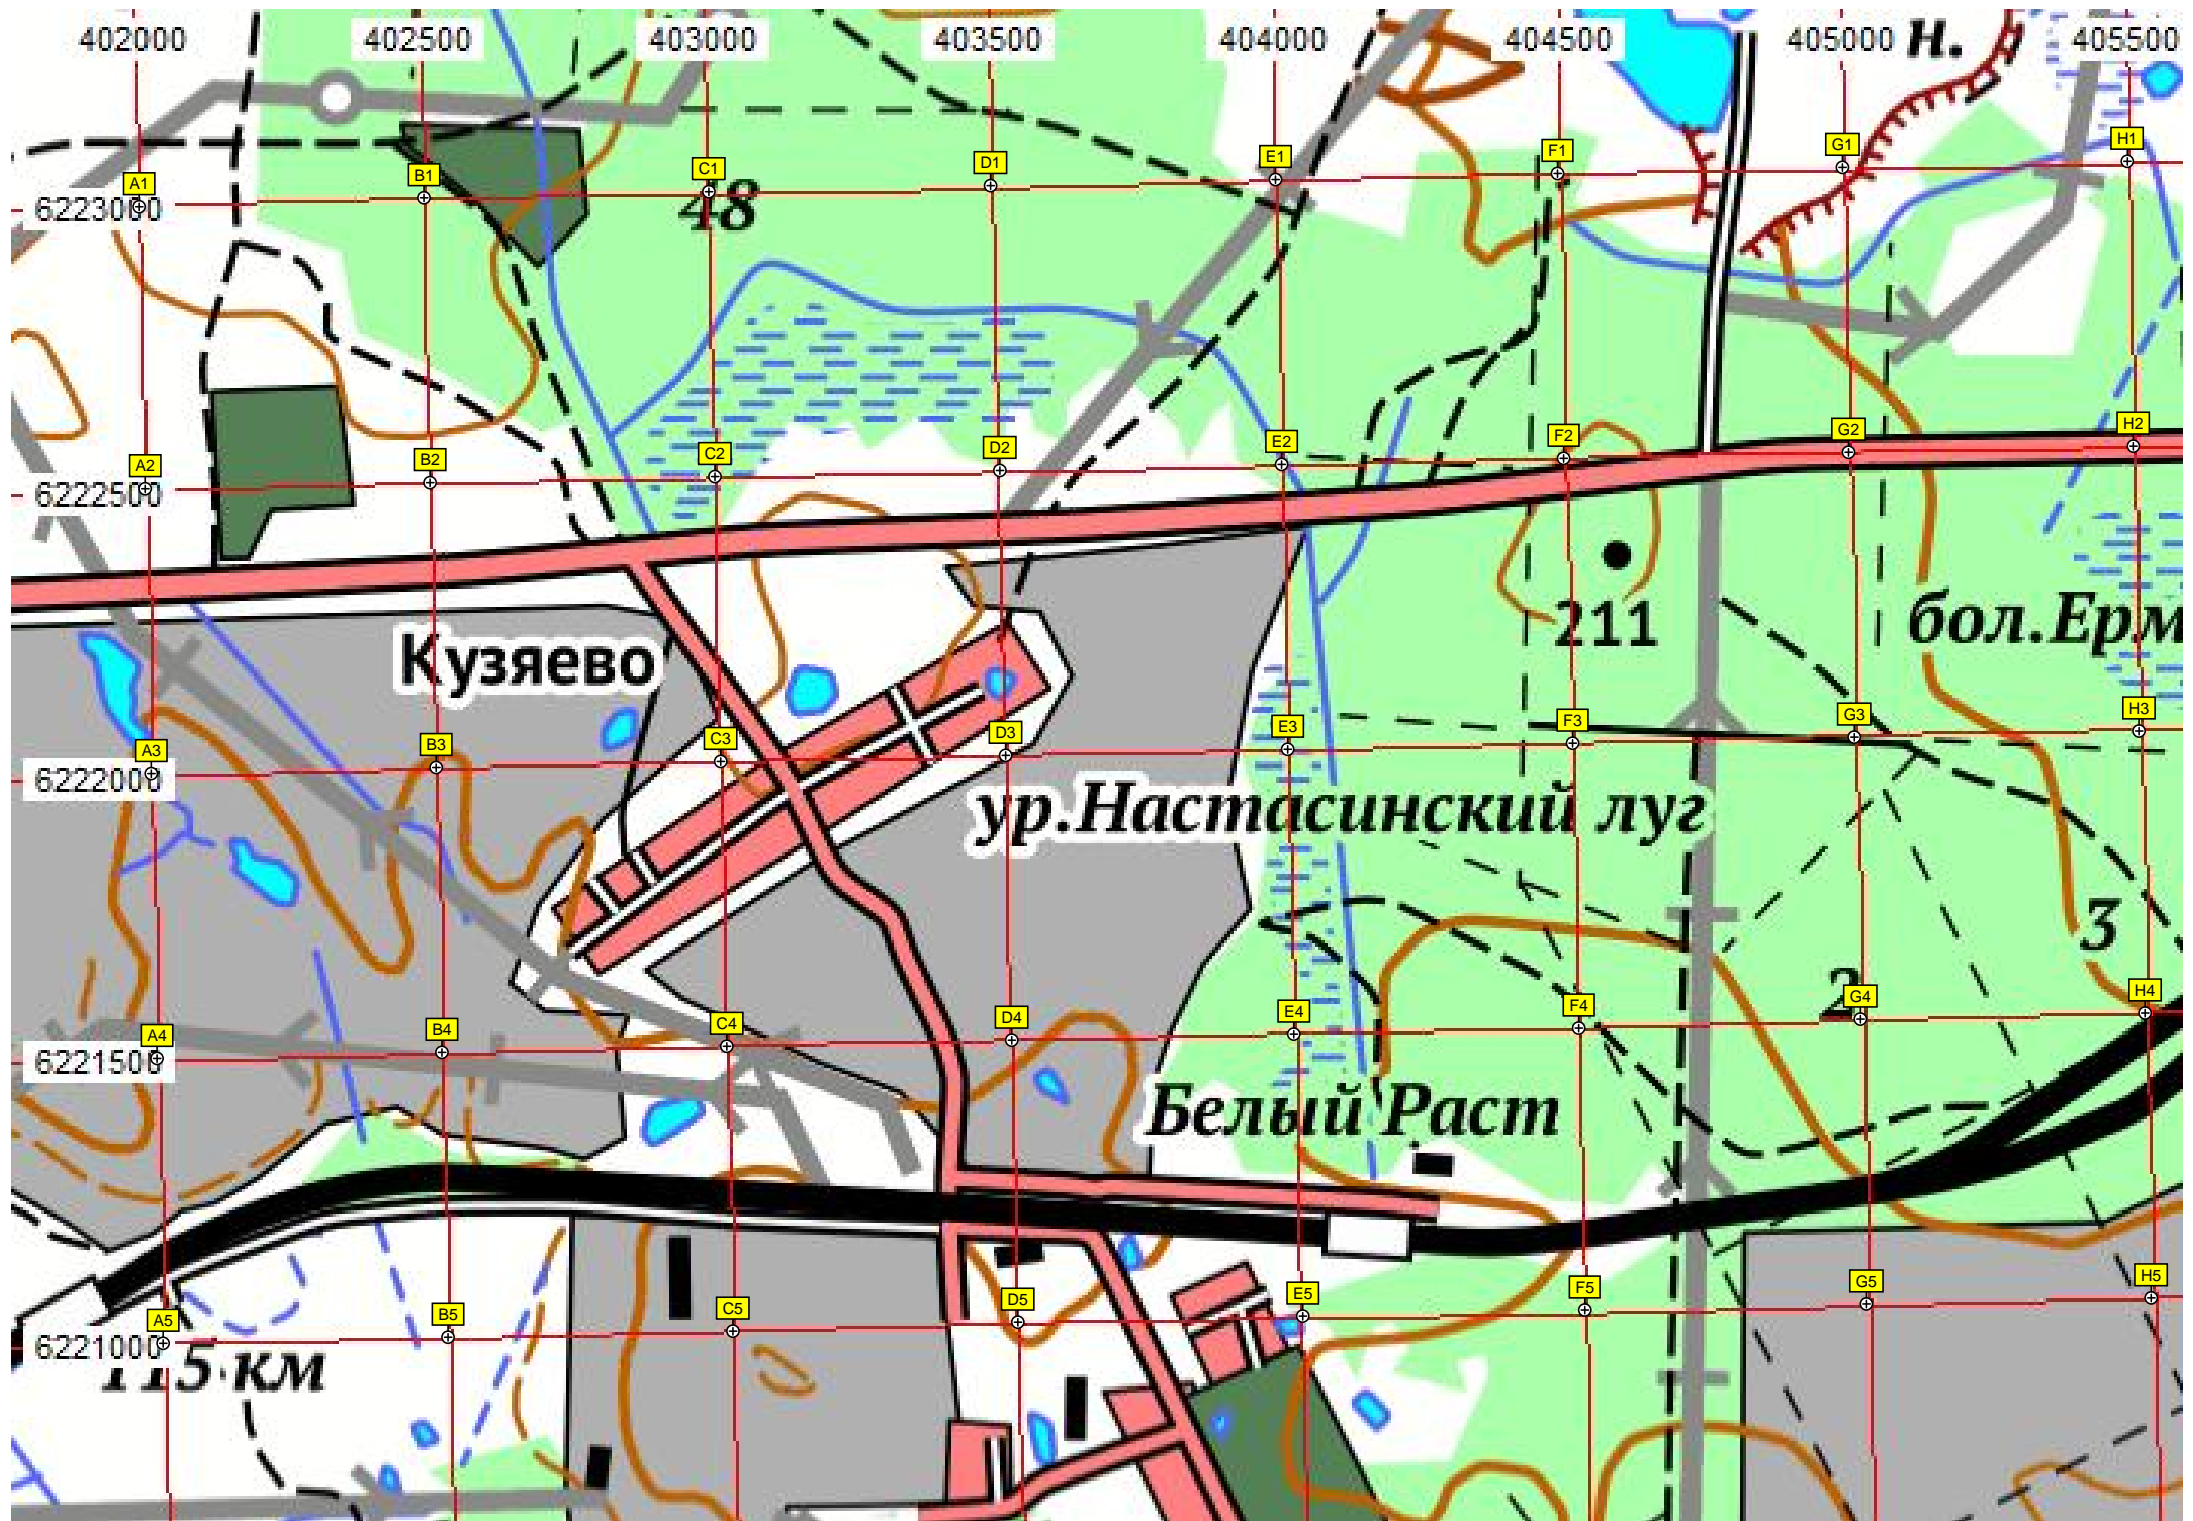 402000 402500 403000 403500 404000 404500 405000 405500
н.
A1 B1 C1 D1 E1 F1 G1 H1
6223000
48
A2 B2 C2 D2 E2 F2 G2 H2
6222500
211
бол.Ерм
Кузяево
A3 B3 C3 D3 E3 F3 G3 H3
6222000
ур.Настасинский луг
3
2
A4 B4 C4 D4 E4 F4 G4 H4
6221500
Белый Раст
A5 B5 C5 D5 E5 F5 G5 H5
6221000
115 км